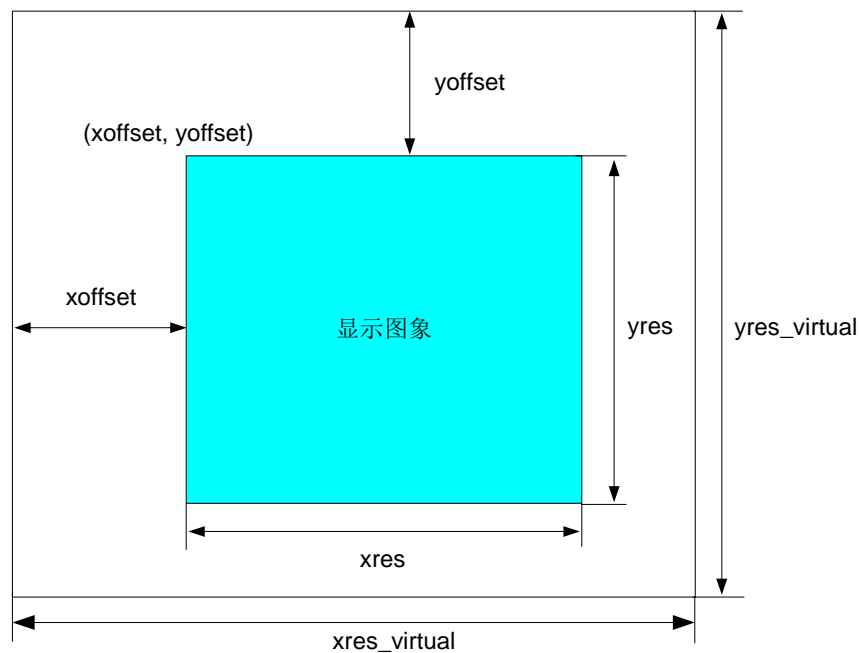 yoffset
(xoffset, yoffset)
xoffset
显示图象
yres
yres_virtual
xres
xres_virtual